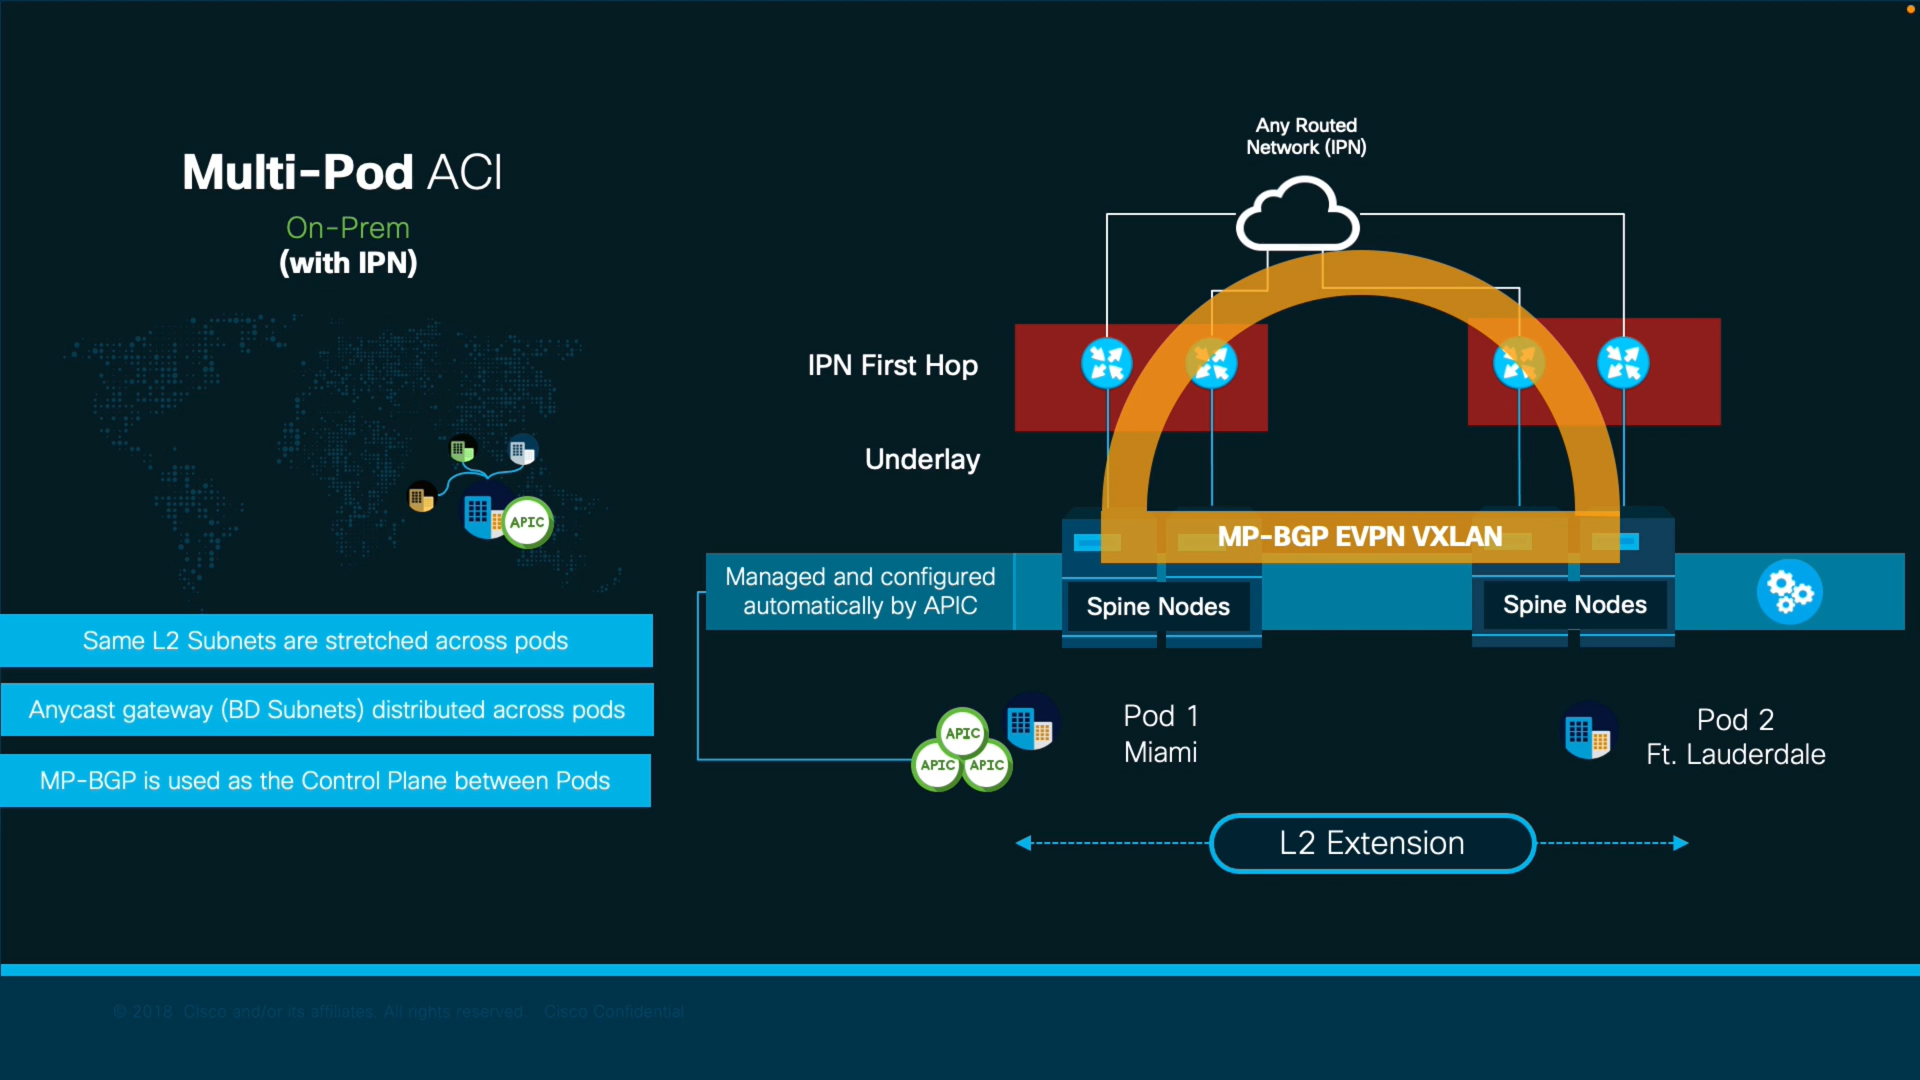 Multi-Pod ACI
On-Prem
(with IPN)
APIC
Same L2 Subnets are stretched across pods
Anycast gateway (BD Subnets) distributed across pods
MP-BGP is used as the Control Plane between Pods
Any Routed
Network (IPN)
IPN First Hop
Underlay
MP-BGP EVPN VXLAN
Managed and configured
automatically by APIC
Spine Nodes
Spine Nodes
APIC
APIC
APIC
Pod 1
Miami
Pod 2
Ft. Lauderdale
L2 Extension
© 2018 Cisco and/or its affiliates. All rights reserved. Cisco Confidential